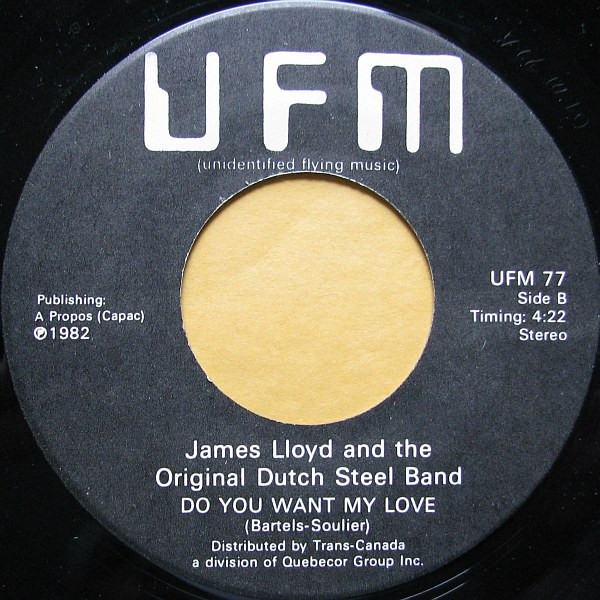 UFM
(unidentified flying music)
UFM 77
Side B
Timing: 4:22
Stereo
Publishing:
A Propos (Capac)
℗1982
James Lloyd and the
Original Dutch Steel Band
DO YOU WANT MY LOVE
(Bartels-Soulier)
Distributed by Trans-Canada
a division of Quebecor Group Inc.